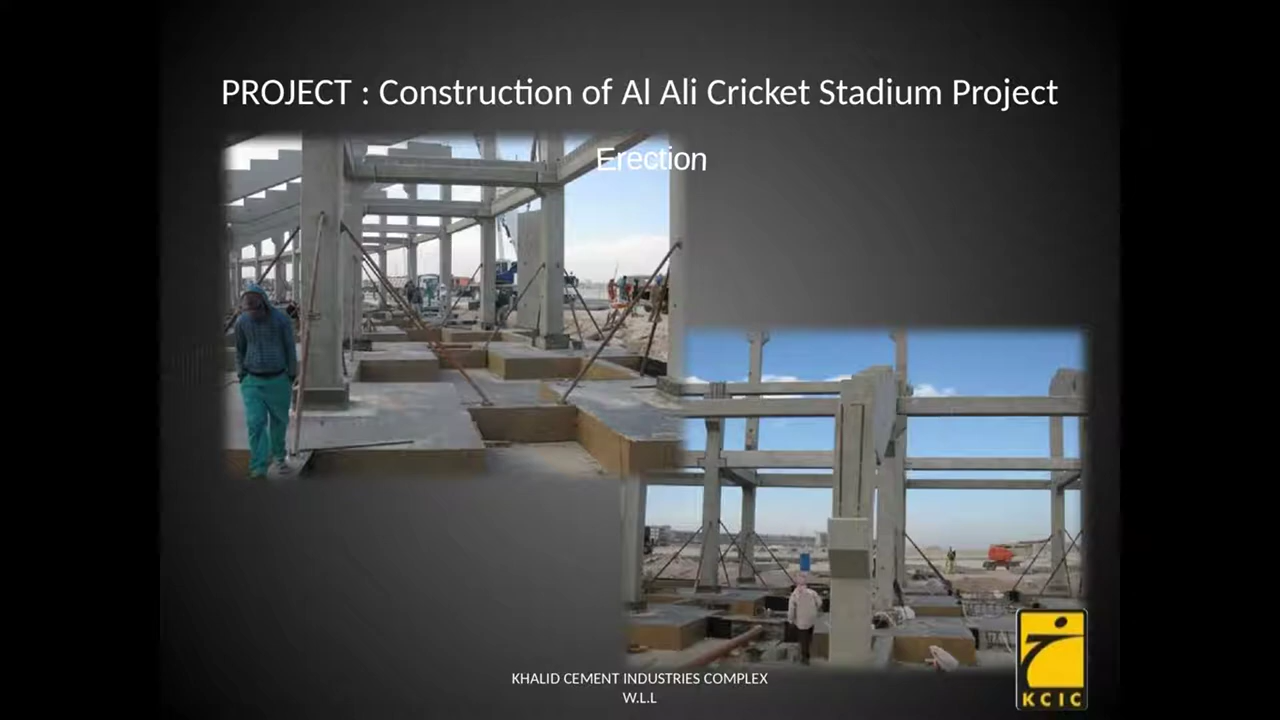 PROJECT : Construction of Al Ali Cricket Stadium Project
Erection
KHALID CEMENT INDUSTRIES COMPLEX
W.L.L
KCIC